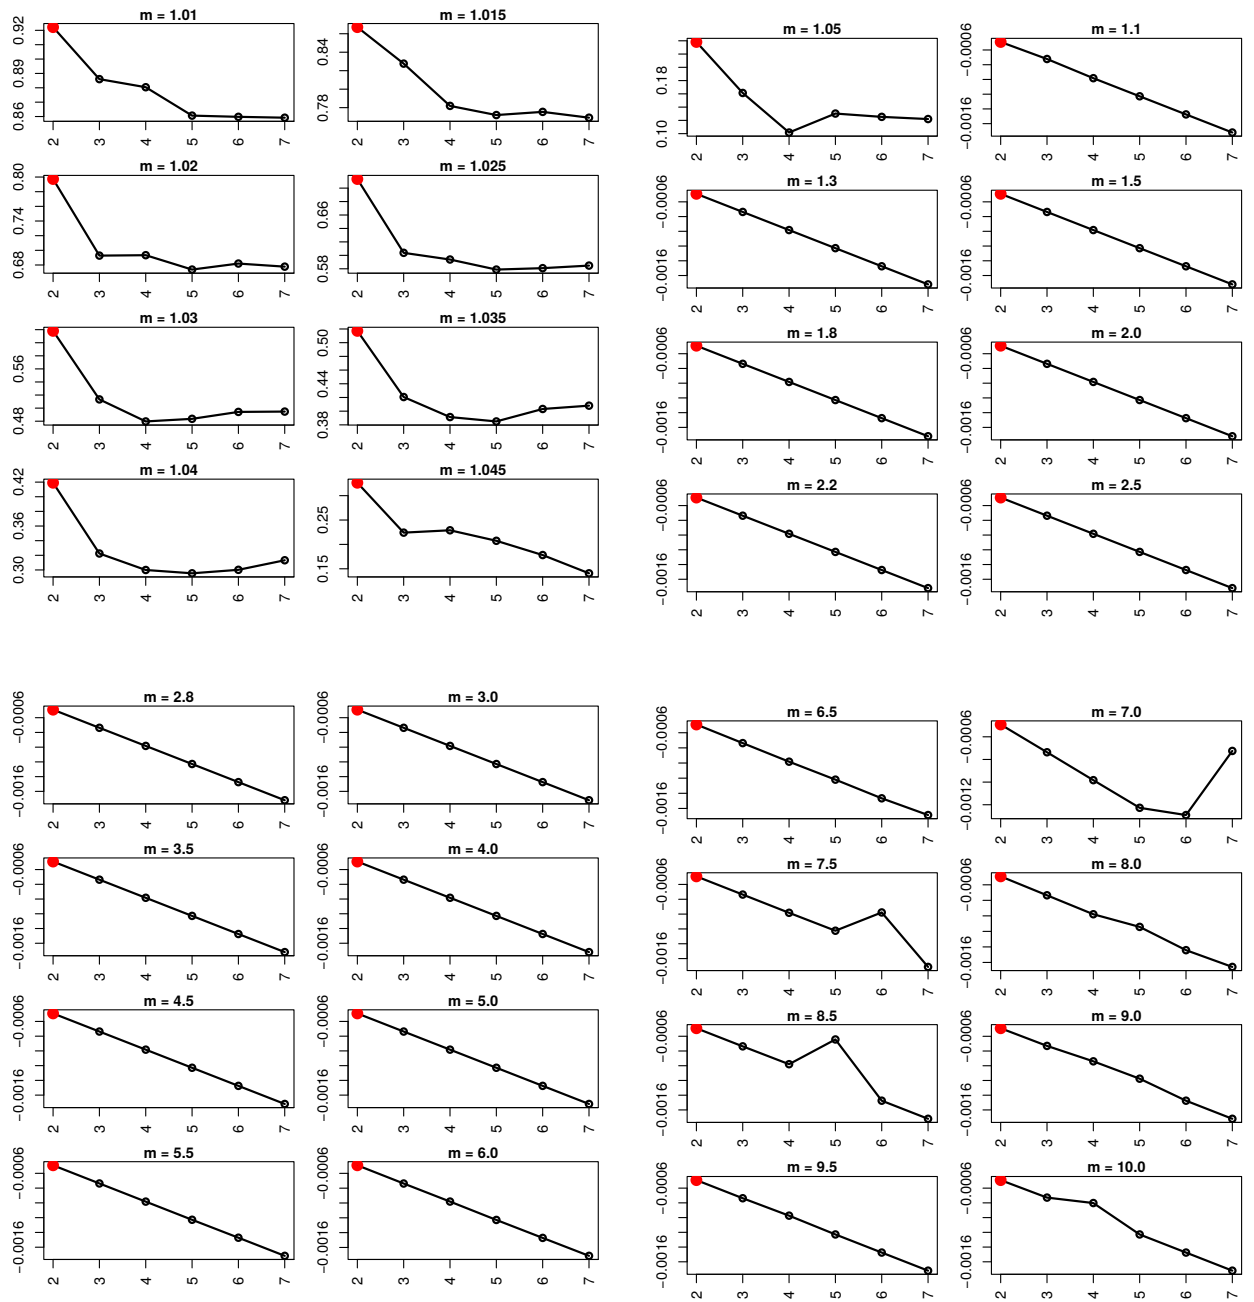 m = 1.01
0.92
0.89
0.86
2 3 4 5 6 7
m = 1.015
0.84
0.78
2 3 4 5 6 7
m = 1.02
0.80
0.74
0.68
2 3 4 5 6 7
m = 1.025
0.66
0.58
2 3 4 5 6 7
m = 1.03
0.56
0.48
2 3 4 5 6 7
m = 1.035
0.50
0.44
0.38
2 3 4 5 6 7
m = 1.04
0.42
0.36
0.30
2 3 4 5 6 7
m = 1.045
0.25
0.15
2 3 4 5 6 7
m = 1.05
0.18
0.10
2 3 4 5 6 7
m = 1.1
−0.0006
−0.0016
2 3 4 5 6 7
m = 1.3
−0.0006
−0.0016
2 3 4 5 6 7
m = 1.5
−0.0006
−0.0016
2 3 4 5 6 7
m = 1.8
−0.0006
−0.0016
2 3 4 5 6 7
m = 2.0
−0.0006
−0.0016
2 3 4 5 6 7
m = 2.2
−0.0006
−0.0016
2 3 4 5 6 7
m = 2.5
−0.0006
−0.0016
2 3 4 5 6 7
m = 2.8
−0.0006
−0.0016
2 3 4 5 6 7
m = 3.0
−0.0006
−0.0016
2 3 4 5 6 7
m = 3.5
−0.0006
−0.0016
2 3 4 5 6 7
m = 4.0
−0.0006
−0.0016
2 3 4 5 6 7
m = 4.5
−0.0006
−0.0016
2 3 4 5 6 7
m = 5.0
−0.0006
−0.0016
2 3 4 5 6 7
m = 5.5
−0.0006
−0.0016
2 3 4 5 6 7
m = 6.0
−0.0006
−0.0016
2 3 4 5 6 7
m = 6.5
−0.0006
−0.0016
2 3 4 5 6 7
m = 7.0
−0.0006
−0.0012
2 3 4 5 6 7
m = 7.5
−0.0006
−0.0016
2 3 4 5 6 7
m = 8.0
−0.0006
−0.0016
2 3 4 5 6 7
m = 8.5
−0.0006
−0.0016
2 3 4 5 6 7
m = 9.0
−0.0006
−0.0016
2 3 4 5 6 7
m = 9.5
−0.0006
−0.0016
2 3 4 5 6 7
m = 10.0
−0.0006
−0.0016
2 3 4 5 6 7